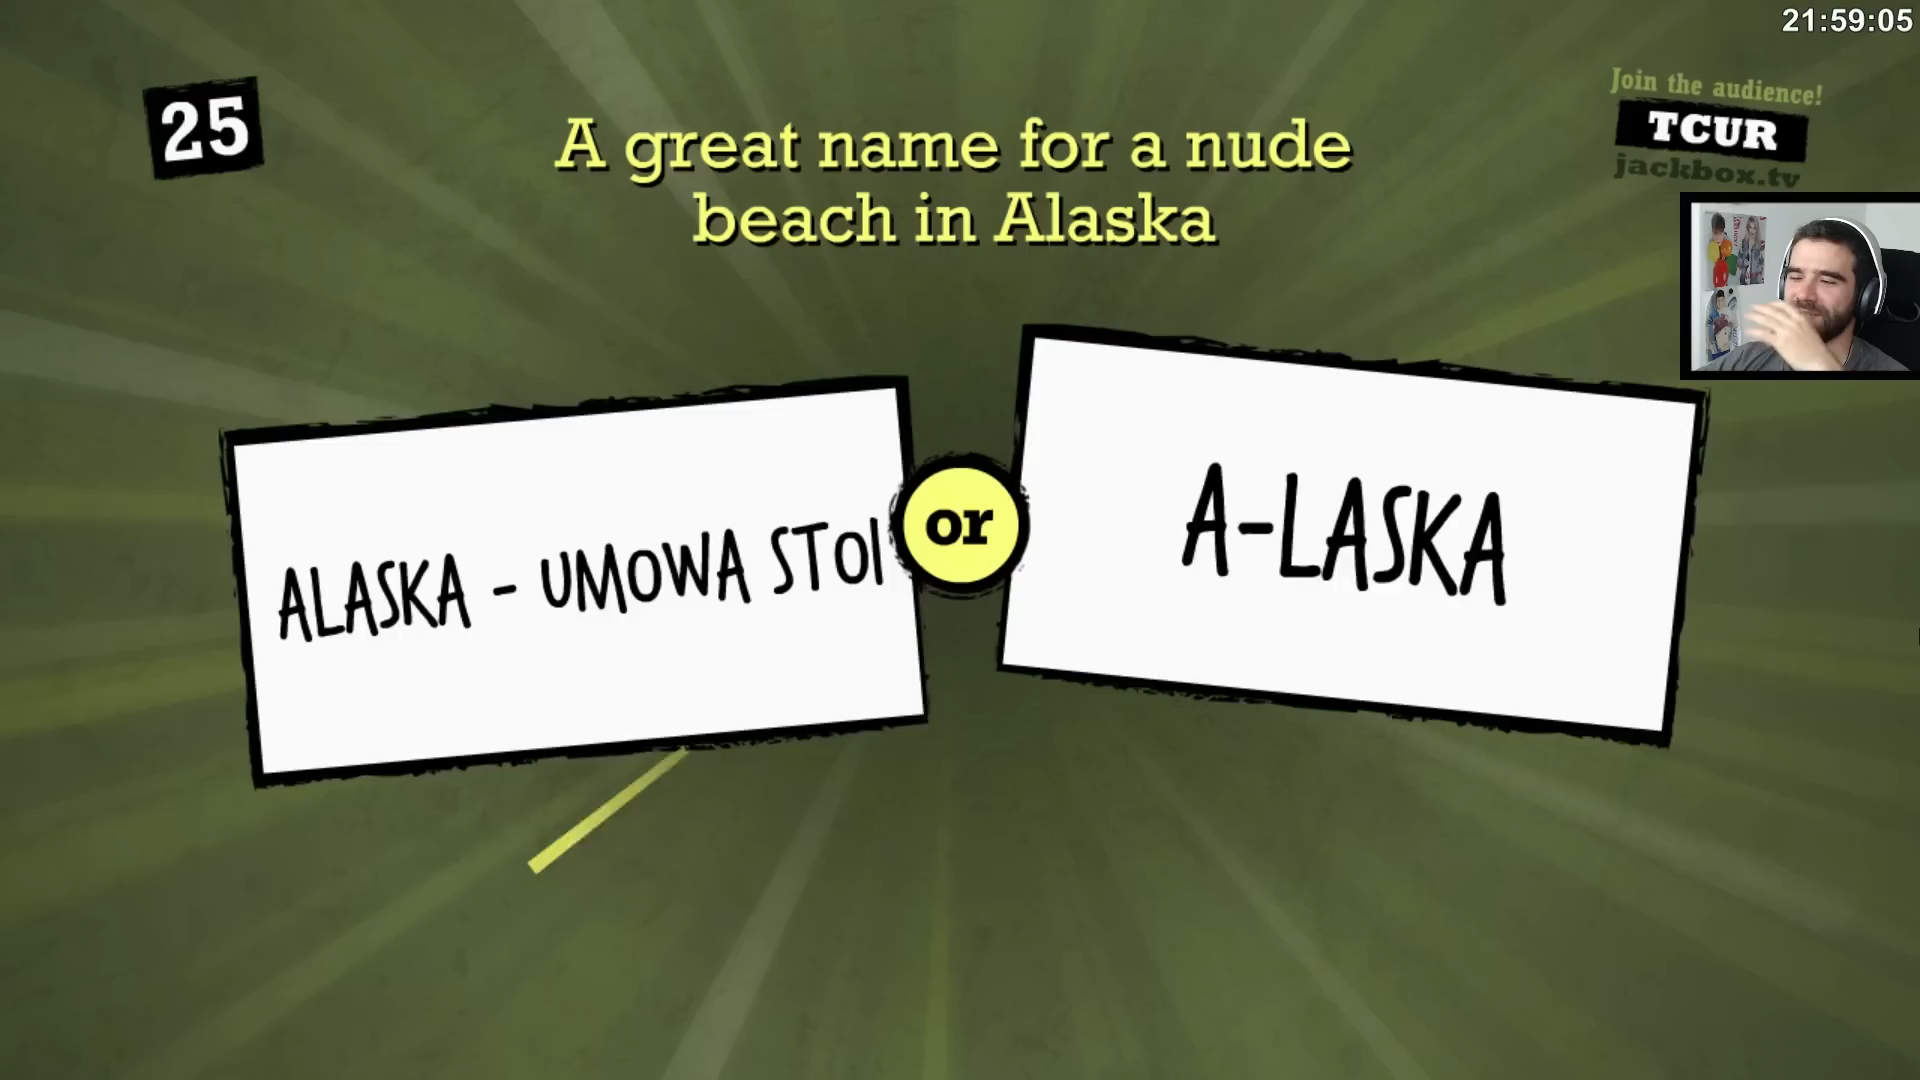 21:59:05
25
Join the audience!
TCUR
jackbox.tv
A great name for a nude
beach in Alaska
ALASKA - UMOWA STOI
or
A-LASKA